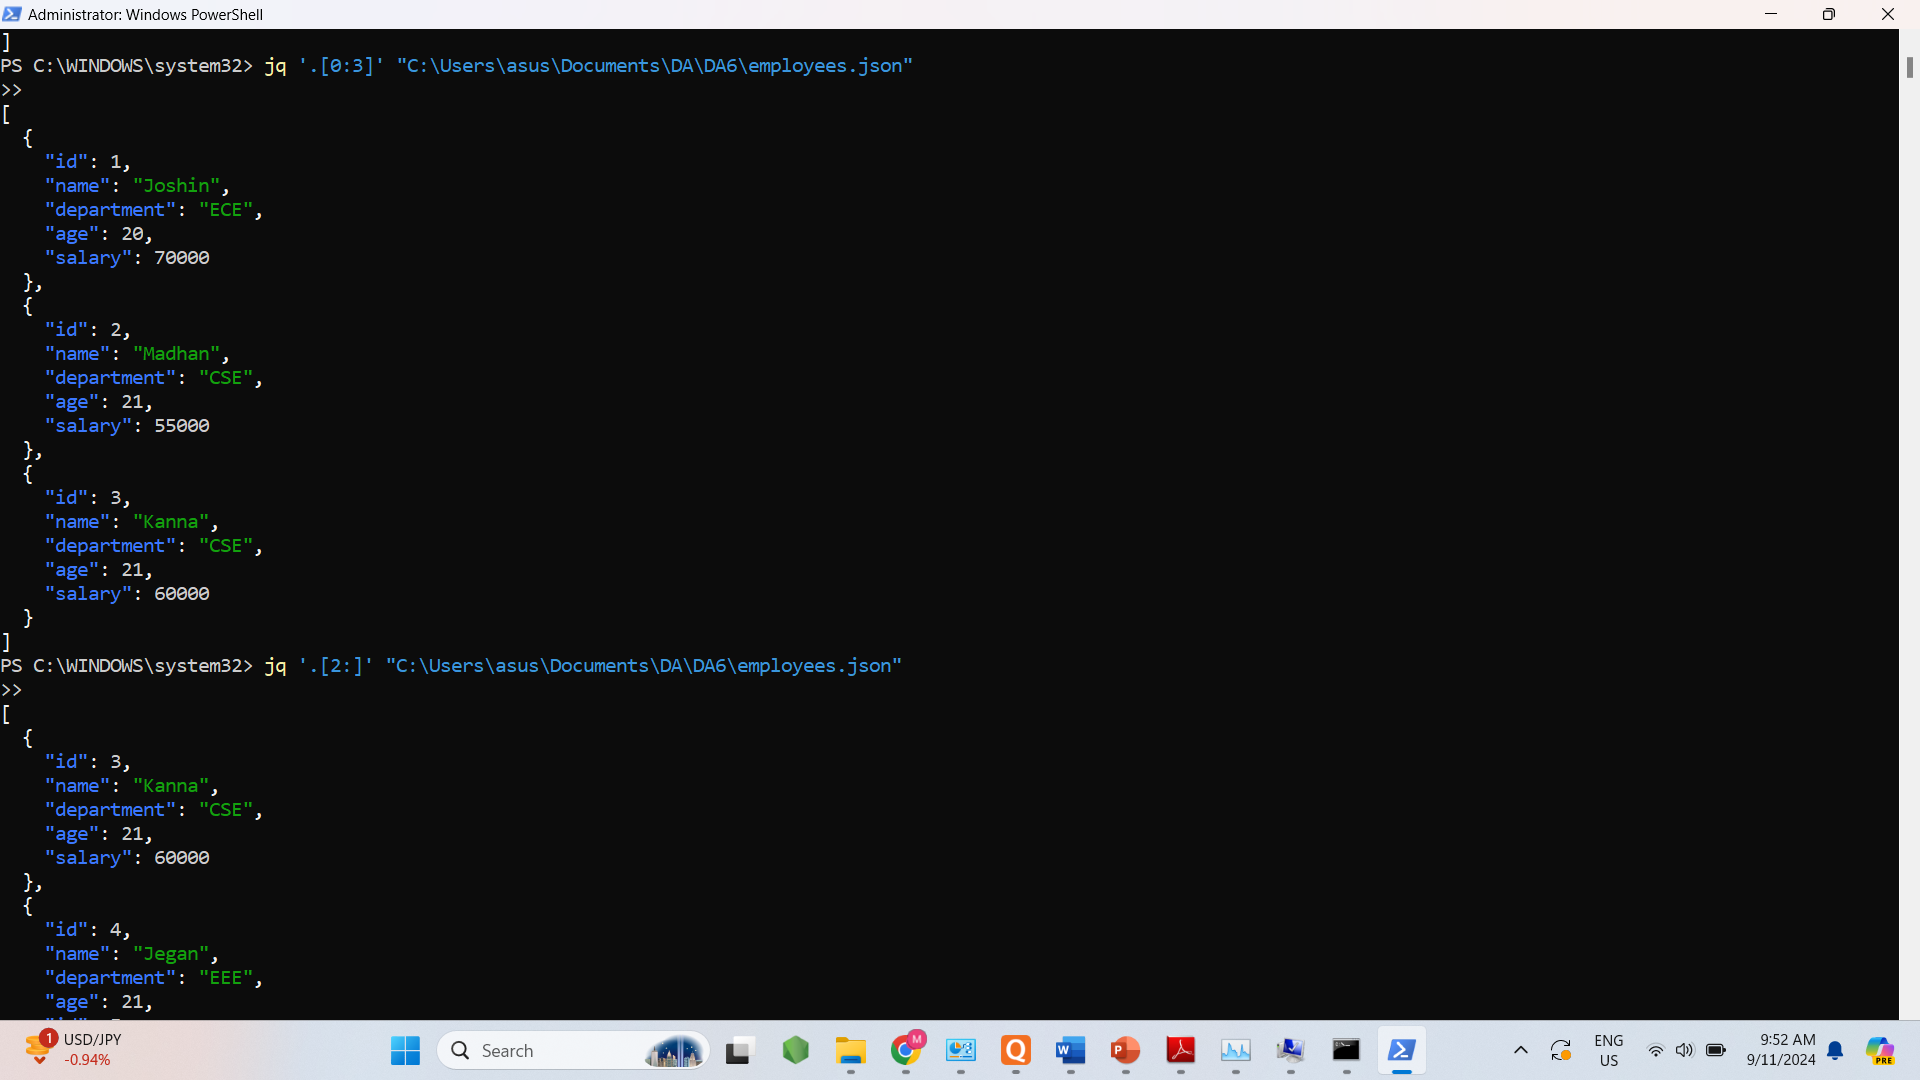 Administrator: Windows PowerShell
]
PS C:\WINDOWS\system32> jq '.[0:3]' "C:\Users\asus\Documents\DA\DA6\employees.json"
>>
[
  {
    "id": 1,
    "name": "Joshin",
    "department": "ECE",
    "age": 20,
    "salary": 70000
  },
  {
    "id": 2,
    "name": "Madhan",
    "department": "CSE",
    "age": 21,
    "salary": 55000
  },
  {
    "id": 3,
    "name": "Kanna",
    "department": "CSE",
    "age": 21,
    "salary": 60000
  }
]
PS C:\WINDOWS\system32> jq '.[2:]' "C:\Users\asus\Documents\DA\DA6\employees.json"
>>
[
  {
    "id": 3,
    "name": "Kanna",
    "department": "CSE",
    "age": 21,
    "salary": 60000
  },
  {
    "id": 4,
    "name": "Jegan",
    "department": "EEE",
    "age": 21,
1
USD/JPY
-0.94%
Search
M
ENG
US
9:52 AM
9/11/2024
PRE